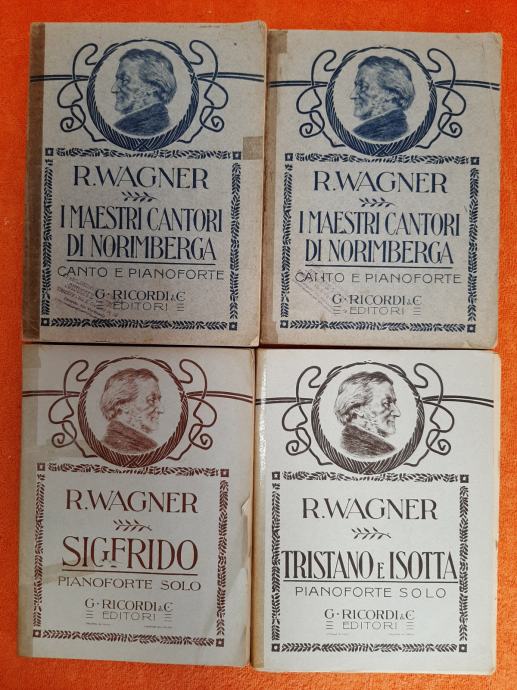 R. WAGNER
I MAESTRI CANTORI
DI NORIMBERGA
CANTO E PIANOFORTE
G. RICORDI & C.
EDITORI
R. WAGNER
I MAESTRI CANTORI
DI NORIMBERGA
CANTO E PIANOFORTE
G. RICORDI & C.
EDITORI
R. WAGNER
SIGFRIDO
PIANOFORTE SOLO
G. RICORDI & C.
EDITORI
R. WAGNER
TRISTANO E ISOTTA
PIANOFORTE SOLO
G. RICORDI & C.
EDITORI